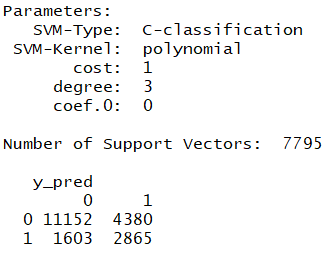 Parameters:
SVM-Type: C-classification
SVM-Kernel: polynomial
cost: 1
degree: 3
coef.0: 0
Number of Support Vectors: 7795
y_pred
0 1
0 11152 4380
1 1603 2865